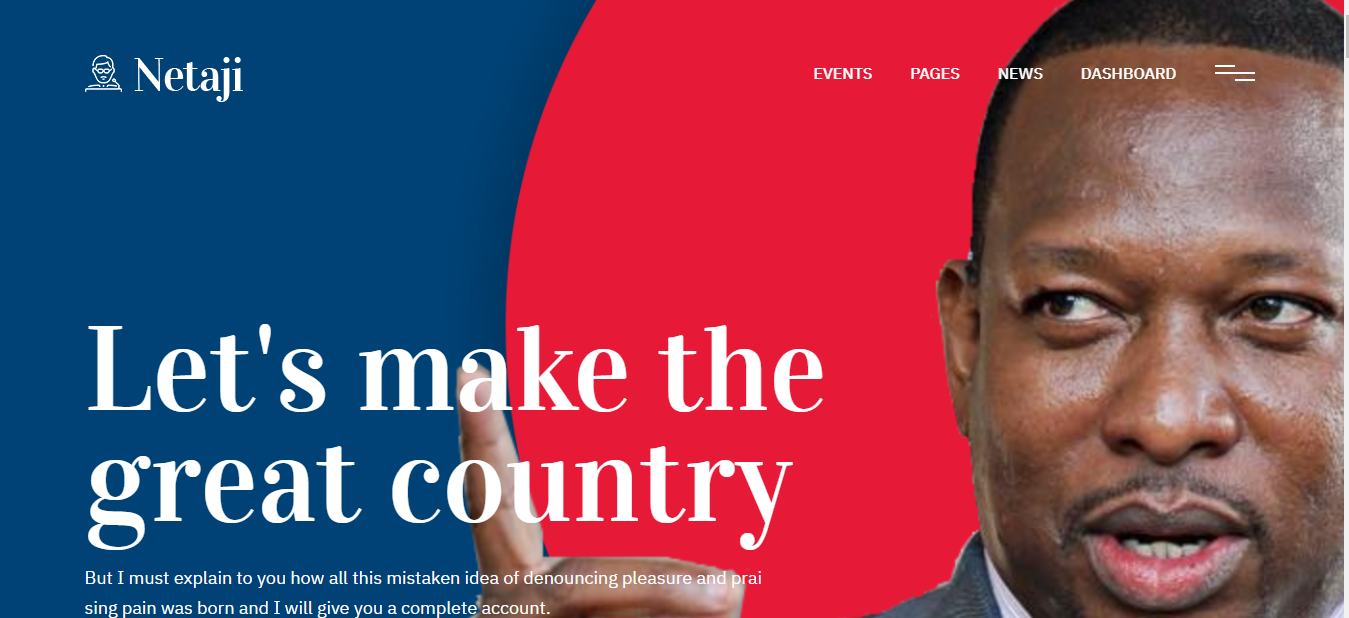 Netaji
EVENTS PAGES NEWS DASHBOARD
Let's make the
great country
But I must explain to you how all this mistaken idea of denouncing pleasure and prai
sing pain was born and I will give you a complete account.